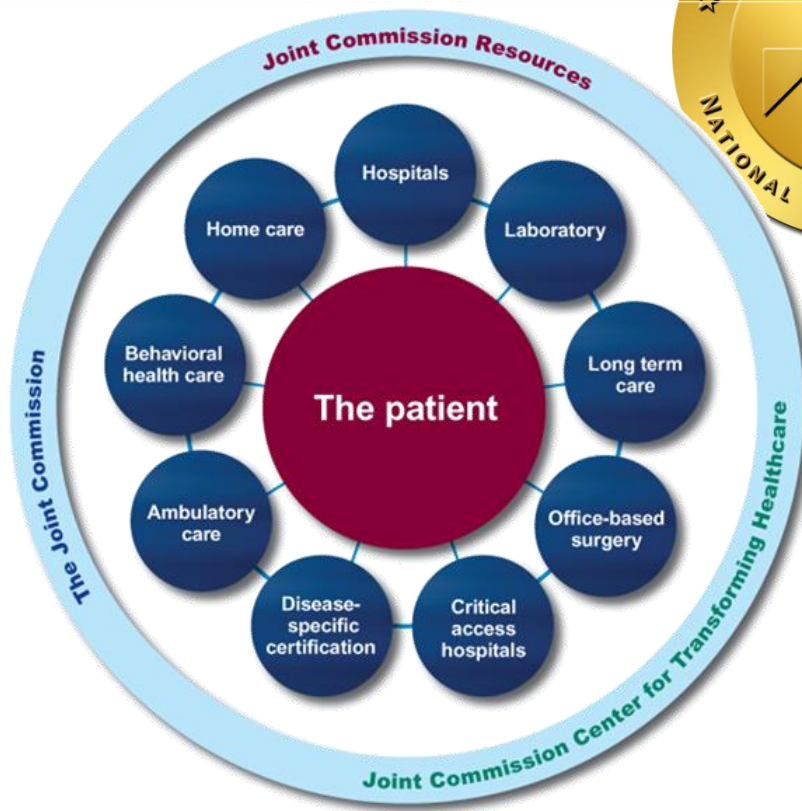 Joint Commission Resources
NATIONAL
Hospitals
Home care
Laboratory
Behavioral
health care
Long term
care
The patient
The Joint Commission
Ambulatory
care
Office-based
surgery
Disease-
specific
certification
Critical
access
hospitals
Joint Commission Center for Transforming Healthcare